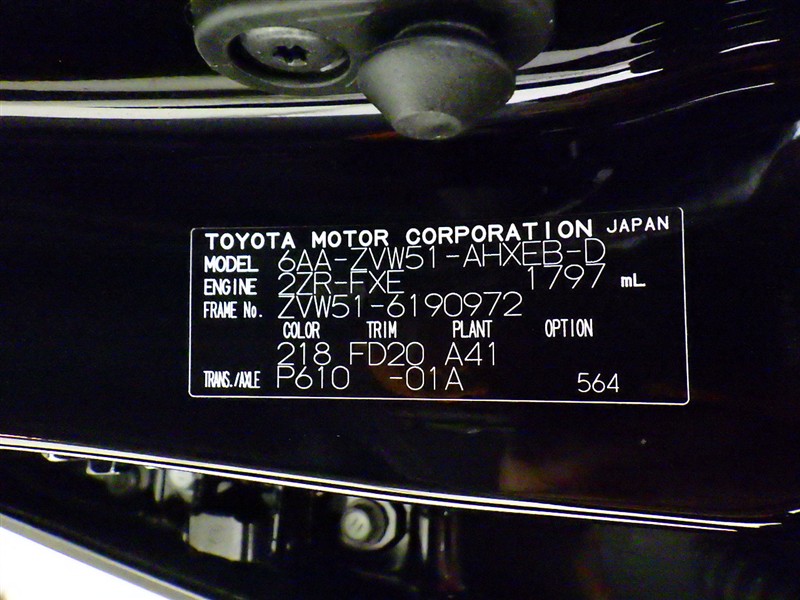 TOYOTA MOTOR CORPORATION JAPAN
MODEL 6AA-ZVW51-AHXEB-D
ENGINE 2ZR-FXE 1797 mL
FRAME No. ZVW51-6190972
COLOR TRIM PLANT OPTION
218 FD20 A41
TRANS./AXLE P610 -01A 564